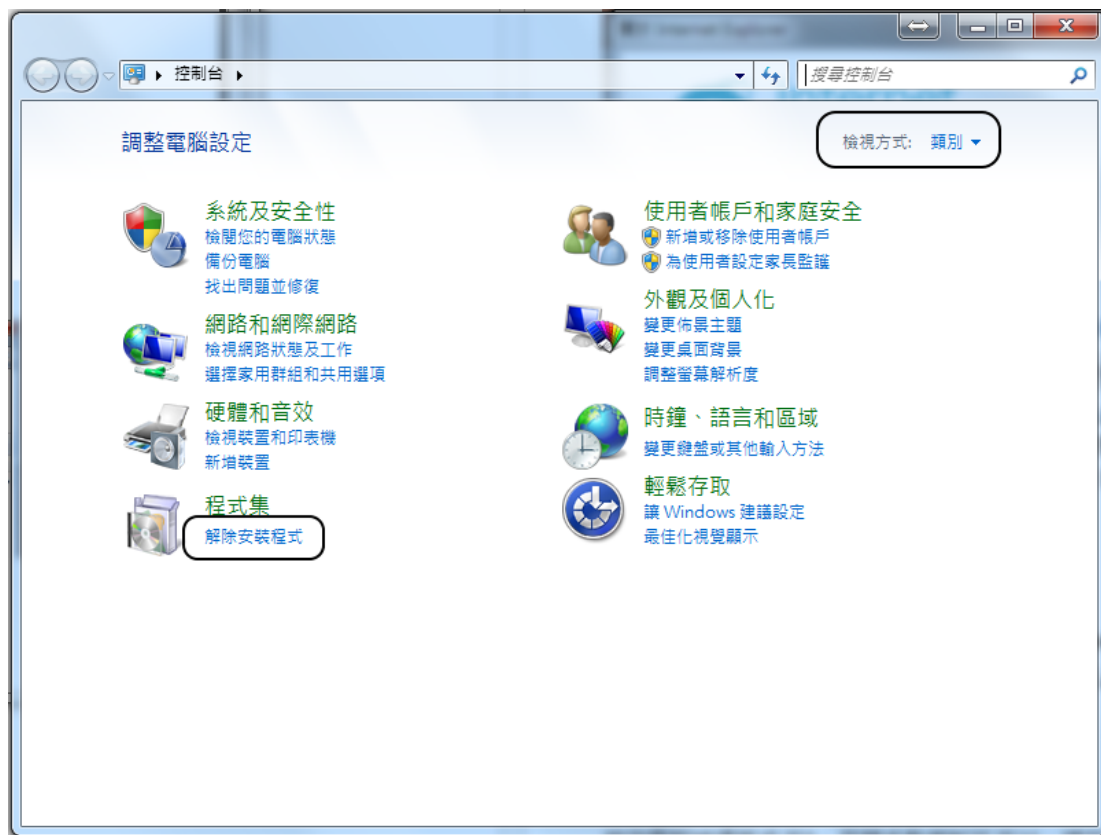 控制台
搜尋控制台
調整電腦設定
檢視方式: 類別
系統及安全性
檢閱您的電腦狀態
備份電腦
找出問題並修復
網路和網際網路
檢視網路狀態及工作
選擇家用群組和共用選項
硬體和音效
檢視裝置和印表機
新增裝置
程式集
解除安裝程式
使用者帳戶和家庭安全
新增或移除使用者帳戶
為使用者設定家長監護
外觀及個人化
變更佈景主題
變更桌面背景
調整螢幕解析度
時鐘、語言和區域
變更鍵盤或其他輸入方法
輕鬆存取
讓 Windows 建議設定
最佳化視覺顯示